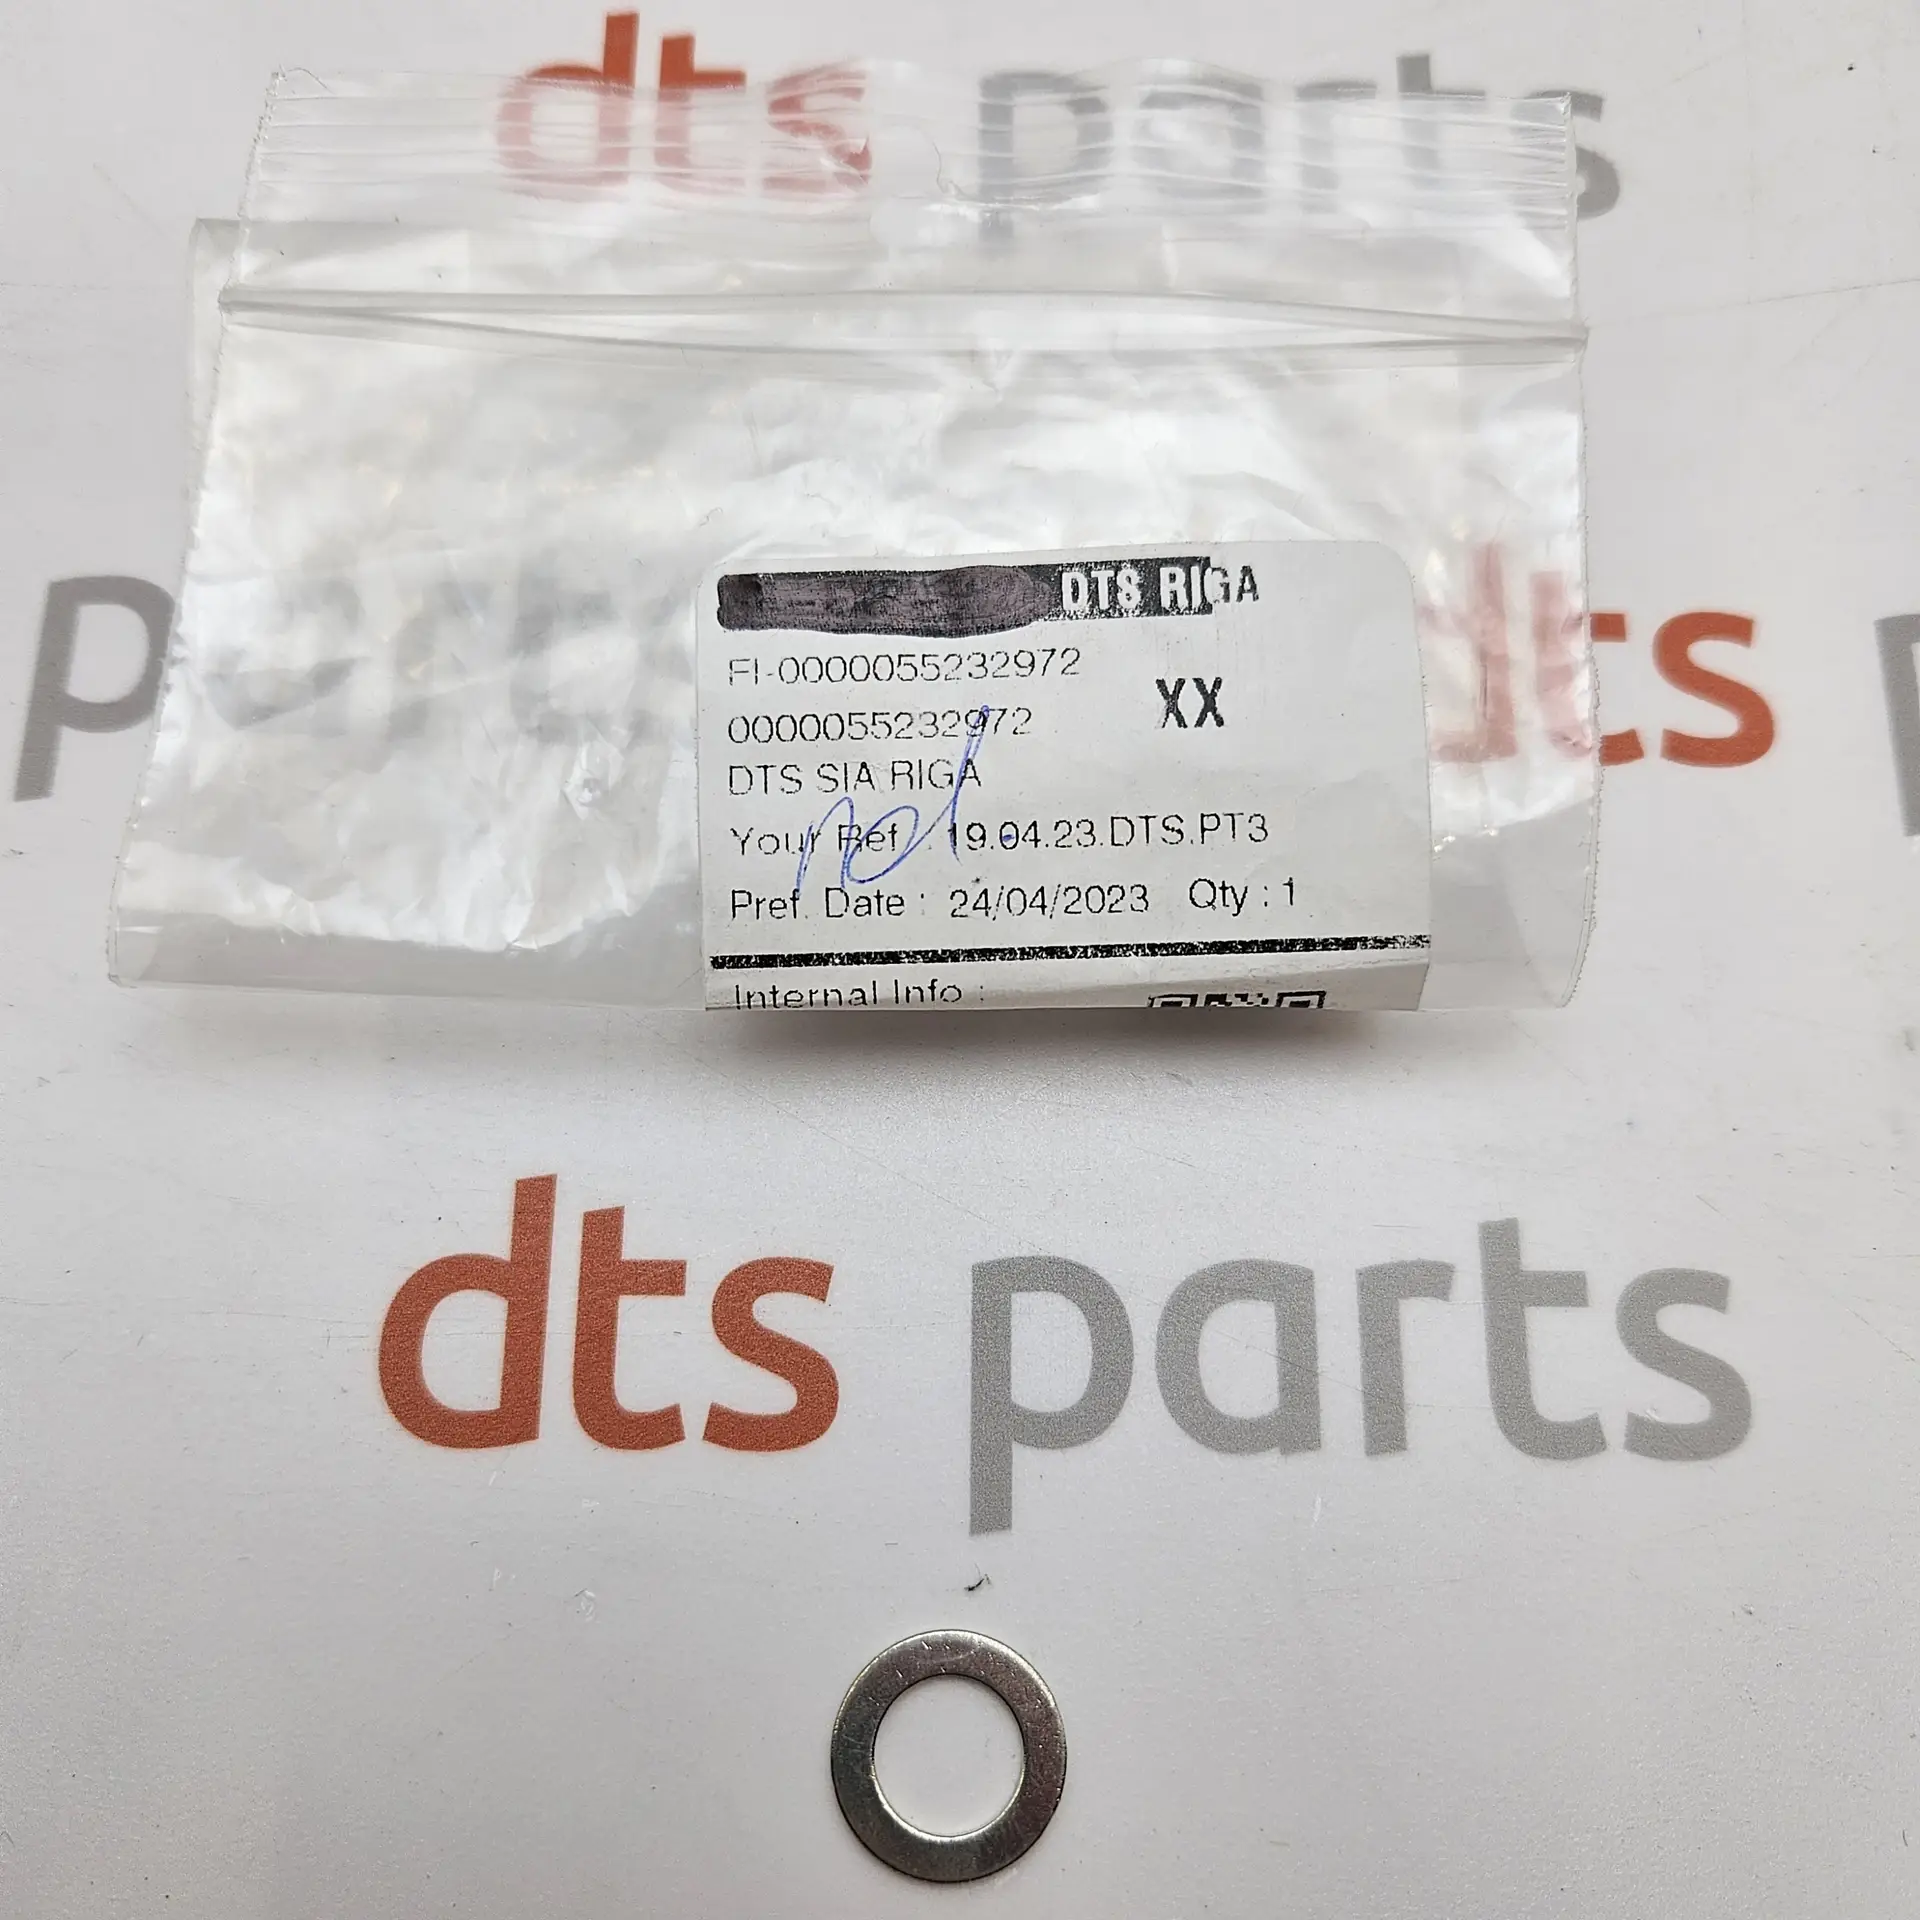 dts parts
DTS RIGA
FI-0000055232972
0000055232972
XX
DTS SIA RIGA
Your Ref : 19.04.23.DTS.PT3
Pref. Date : 24/04/2023 Qty : 1
Internal Info :
dts
dts parts